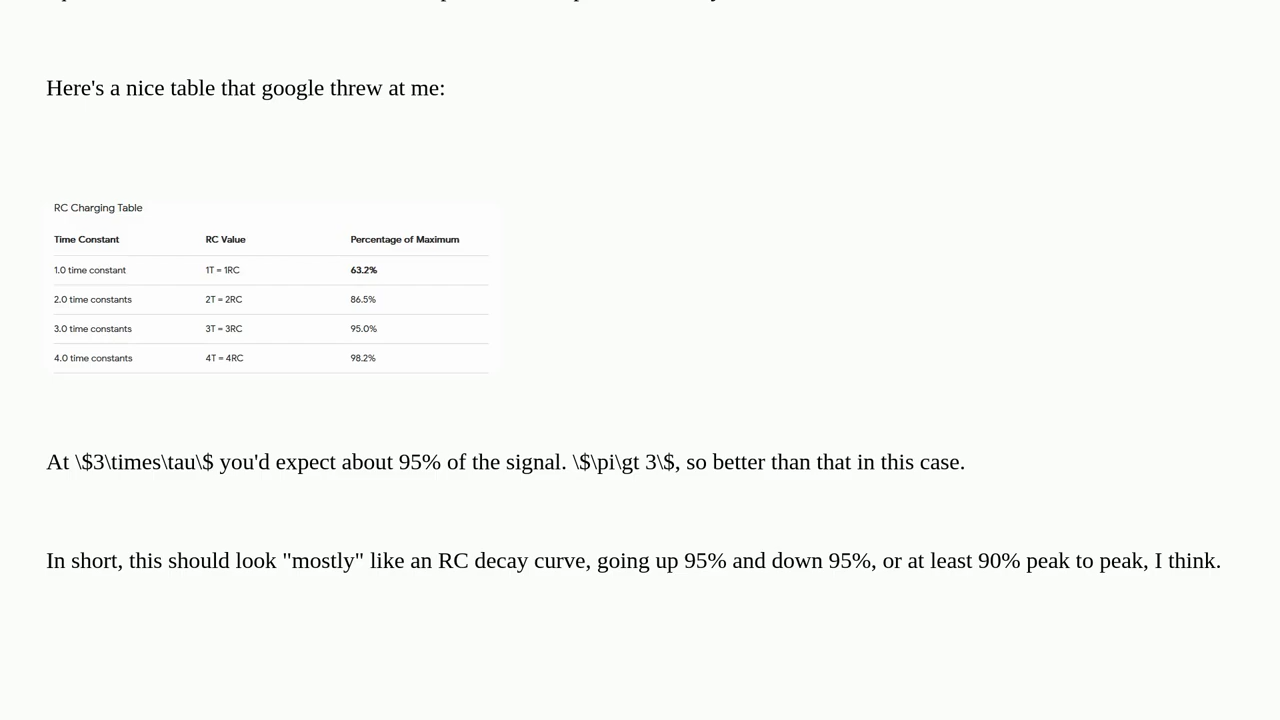 Here's a nice table that google threw at me:
RC Charging Table
Time Constant RC Value Percentage of Maximum
1.0 time constant 1T = 1RC 63.2%
2.0 time constants 2T = 2RC 86.5%
3.0 time constants 3T = 3RC 95.0%
4.0 time constants 4T = 4RC 98.2%
At \$3\times\tau\$ you'd expect about 95% of the signal. \$\pi\gt 3\$, so better than that in this case.
In short, this should look "mostly" like an RC decay curve, going up 95% and down 95%, or at least 90% peak to peak, I think.